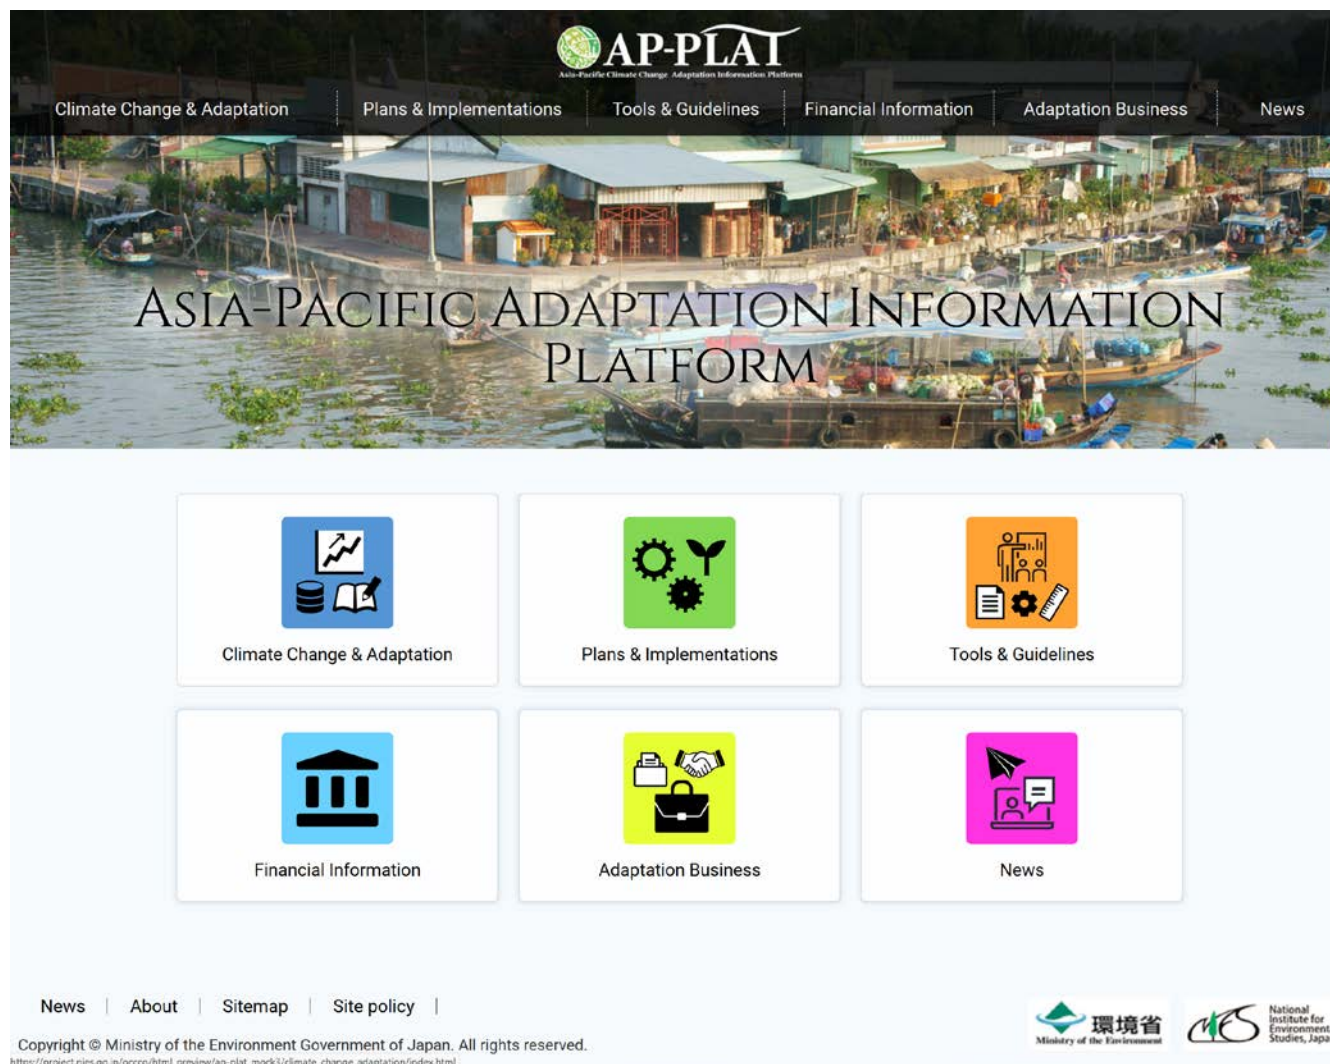 AP-PLAT
Asia-Pacific Climate Change Adaptation Information Platform
Climate Change & Adaptation
Plans & Implementations
Tools & Guidelines
Financial Information
Adaptation Business
News
ASIA-PACIFIC ADAPTATION INFORMATION
PLATFORM
Climate Change & Adaptation
Plans & Implementations
Tools & Guidelines
Financial Information
Adaptation Business
News
News | About | Sitemap | Site policy |
環境省
Ministry of the Environment
National
Institute for
Environment
Studies, Japa
Copyright © Ministry of the Environment Government of Japan. All rights reserved.